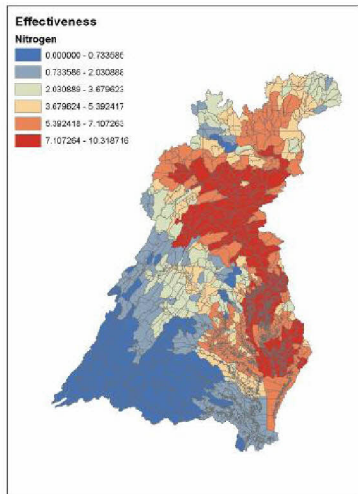 Effectiveness
Nitrogen
0.000000 - 0.733585
0.733586 - 2.030888
2.030889 - 3.679623
3.679624 - 5.392417
5.392418 - 7.107263
7.107264 - 10.318716